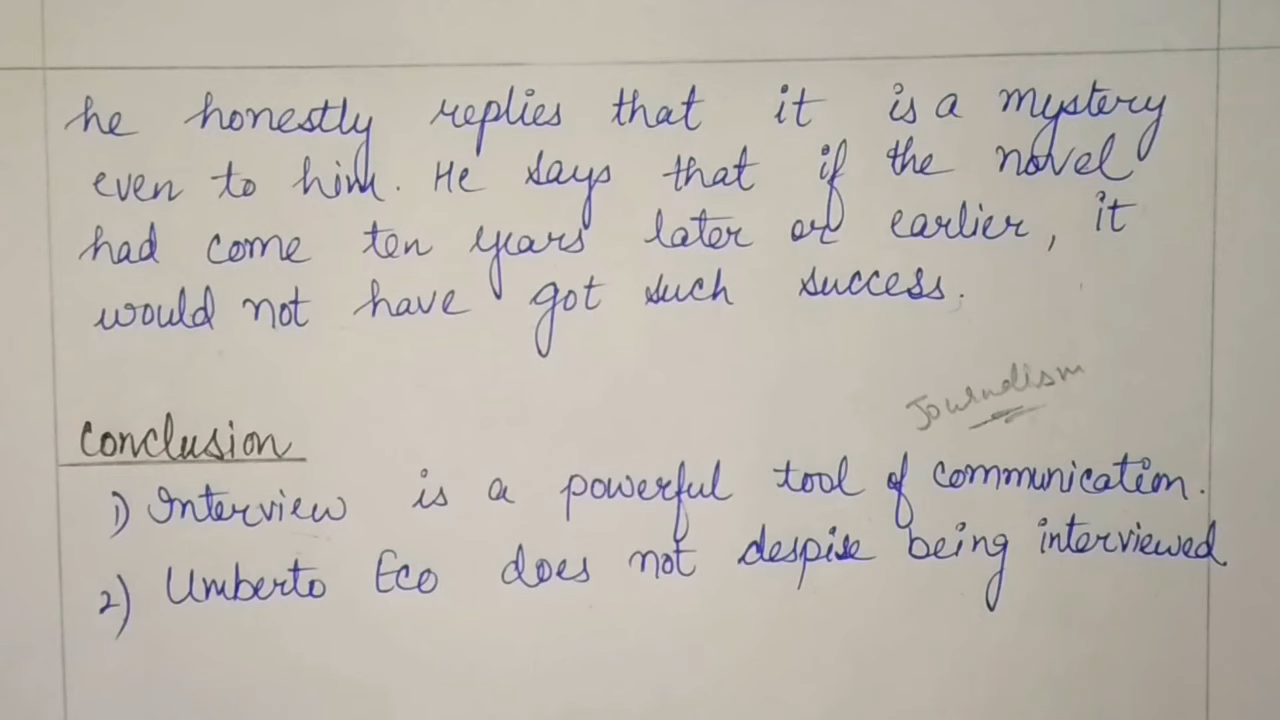 he honestly replies that it is a mystery
even to him. He says that if the novel
had come ten years later or earlier, it
would not have got such success.
Journalism
Conclusion
1) Interview is a powerful tool of communication.
2) Umberto Eco does not despise being interviewed